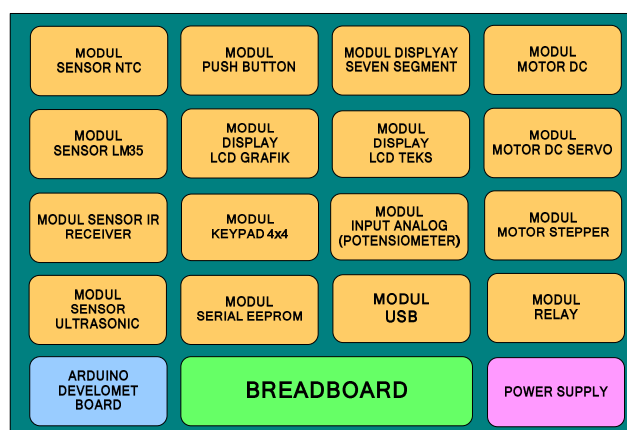 MODUL
SENSOR NTC
MODUL
PUSH BUTTON
MODUL DISPLYAY
SEVEN SEGMENT
MODUL
MOTOR DC
MODUL
SENSOR LM35
MODUL
DISPLAY
LCD GRAFIK
MODUL
DISPLAY
LCD TEKS
MODUL
MOTOR DC SERVO
MODUL SENSOR IR
RECEIVER
MODUL
KEYPAD 4x4
MODUL
INPUT ANALOG
(POTENSIOMETER)
MODUL
MOTOR STEPPER
MODUL
SENSOR
ULTRASONIC
MODUL
SERIAL EEPROM
MODUL
USB
MODUL
RELAY
ARDUINO
DEVELOMET
BOARD
BREADBOARD
POWER SUPPLY